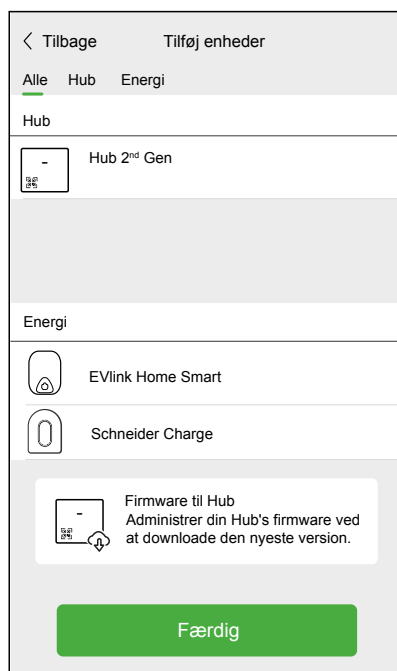 Tilbage Tilføj enheder
Alle Hub Energi
Hub
Hub 2nd Gen
Energi
EVlink Home Smart
Schneider Charge
Firmware til Hub
Administrer din Hub's firmware ved
at downloade den nyeste version.
Færdig